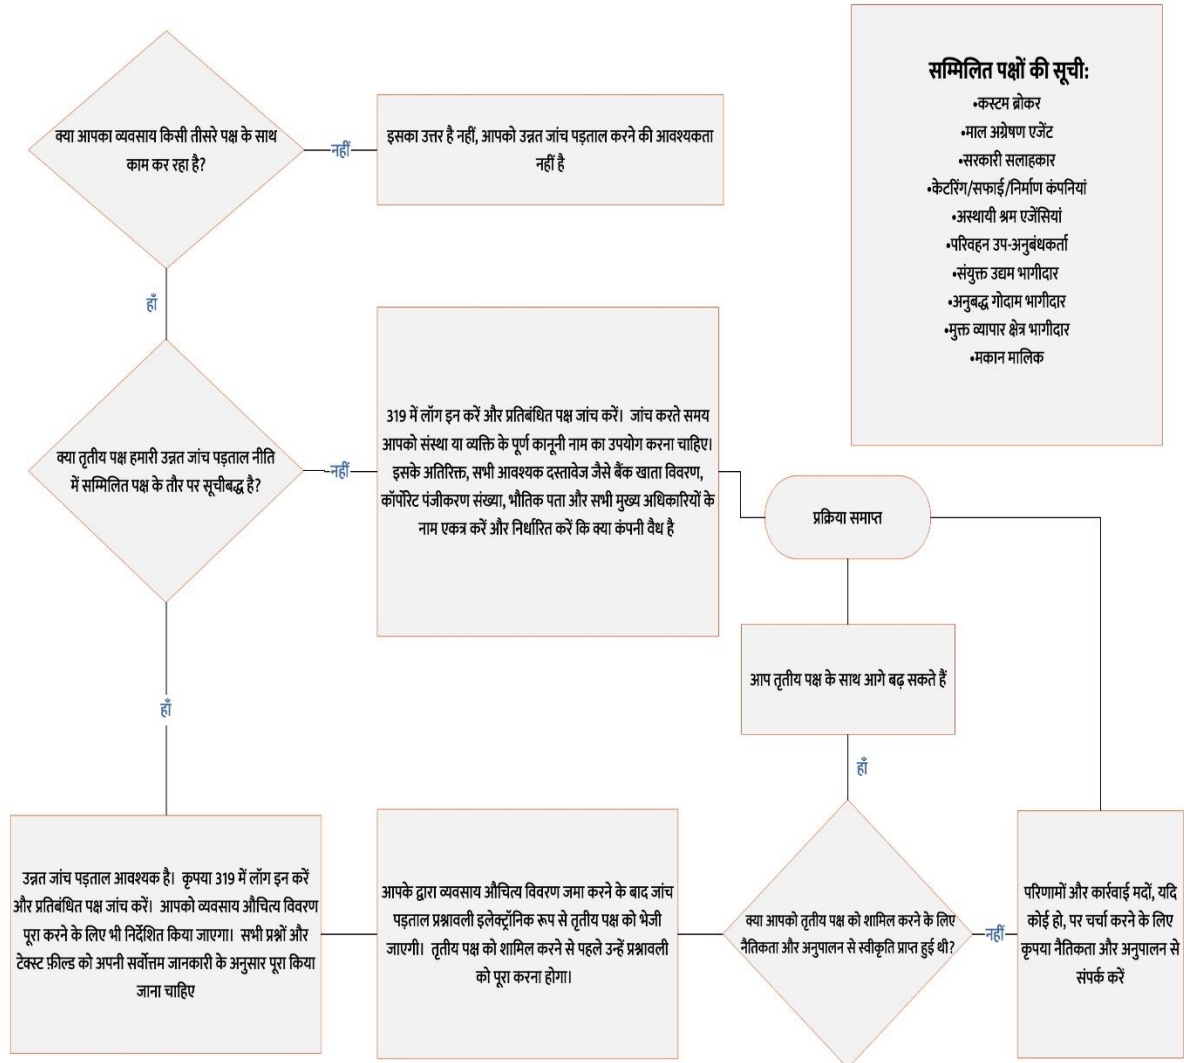 क्या आपका व्यवसाय किसी तीसरे पक्ष के साथ
काम कर रहा है?
नहीं
इसका उत्तर है नहीं, आपको उन्नत जांच पड़ताल करने की आवश्यकता
नहीं है
सम्मिलित पक्षों की सूची:
•कस्टम ब्रोकर
•माल अग्रेषण एजेंट
•सरकारी सलाहकार
•केटरिंग/सफाई/निर्माण कंपनियां
•अस्थायी श्रम एजेंसियां
•परिवहन उप-अनुबंधकर्ता
•संयुक्त उद्यम भागीदार
•अनुबद्ध गोदाम भागीदार
•मुक्त व्यापार क्षेत्र भागीदार
•मकान मालिक
हाँ
क्या तृतीय पक्ष हमारी उन्नत जांच पड़ताल नीति
में सम्मिलित पक्ष के तौर पर सूचीबद्ध है?
नहीं
319 में लॉग इन करें और प्रतिबंधित पक्ष जांच करें। जांच करते समय
आपको संस्था या व्यक्ति के पूर्ण कानूनी नाम का उपयोग करना चाहिए।
इसके अतिरिक्त, सभी आवश्यक दस्तावेज जैसे बैंक खाता विवरण,
कॉर्पोरेट पंजीकरण संख्या, भौतिक पता और सभी मुख्य अधिकारियों के
नाम एकत्र करें और निर्धारित करें कि क्या कंपनी वैध है
प्रक्रिया समाप्त
आप तृतीय पक्ष के साथ आगे बढ़ सकते हैं
हाँ
हाँ
उन्नत जांच पड़ताल आवश्यक है। कृपया 319 में लॉग इन करें
और प्रतिबंधित पक्ष जांच करें। आपको व्यवसाय औचित्य विवरण
पूरा करने के लिए भी निर्देशित किया जाएगा। सभी प्रश्नों और
टेक्स्ट फ़ील्ड को अपनी सर्वोत्तम जानकारी के अनुसार पूरा किया
जाना चाहिए
आपके द्वारा व्यवसाय औचित्य विवरण जमा करने के बाद जांच
पड़ताल प्रश्नावली इलेक्ट्रॉनिक रूप से तृतीय पक्ष को भेजी
जाएगी। तृतीय पक्ष को शामिल करने से पहले उन्हें प्रश्नावली
को पूरा करना होगा।
क्या आपको तृतीय पक्ष को शामिल करने के लिए
नैतिकता और अनुपालन से स्वीकृति प्राप्त हुई थी?
नहीं
परिणामों और कार्रवाई मदों, यदि
कोई हो, पर चर्चा करने के लिए
कृपया नैतिकता और अनुपालन से
संपर्क करें